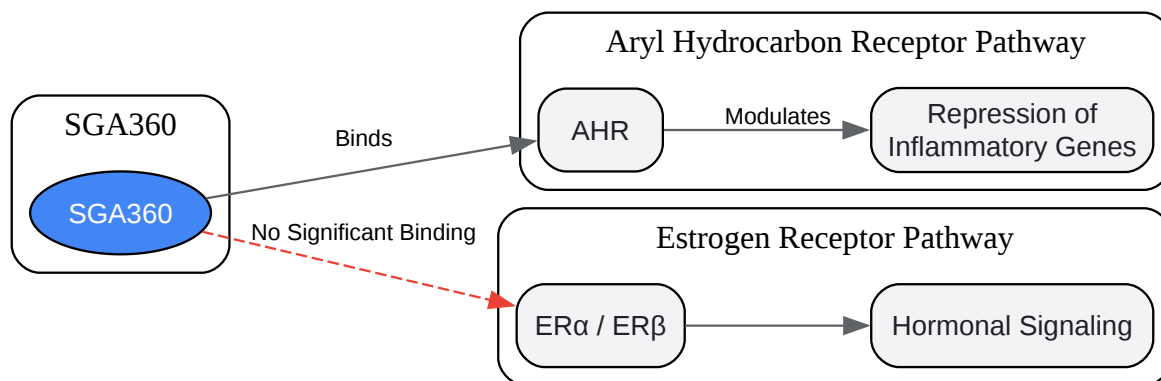 Aryl Hydrocarbon Receptor Pathway
SGA360
Binds
AHR
Modulates
Repression of
Inflammatory Genes
SGA360
No Significant Binding
Estrogen Receptor Pathway
ERα / ERβ
Hormonal Signaling